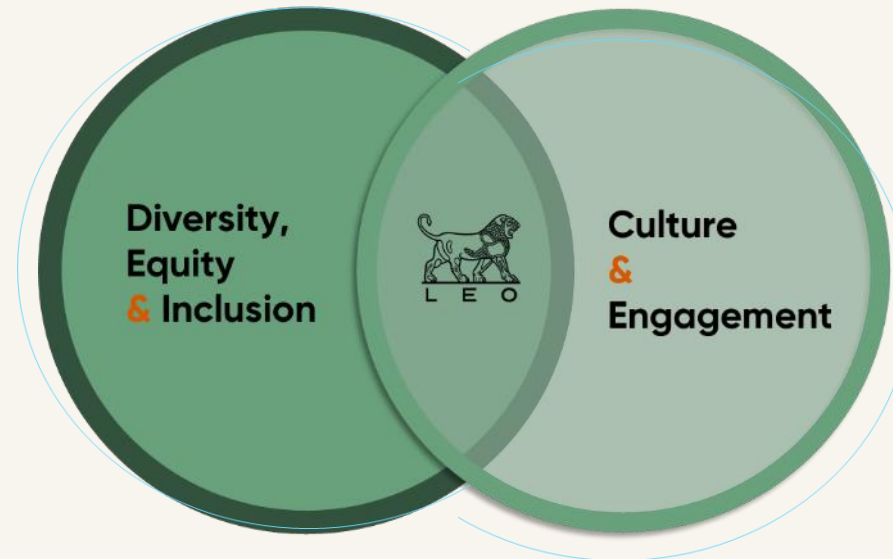 Diversity,
Equity
& Inclusion
LEO
Culture
&
Engagement